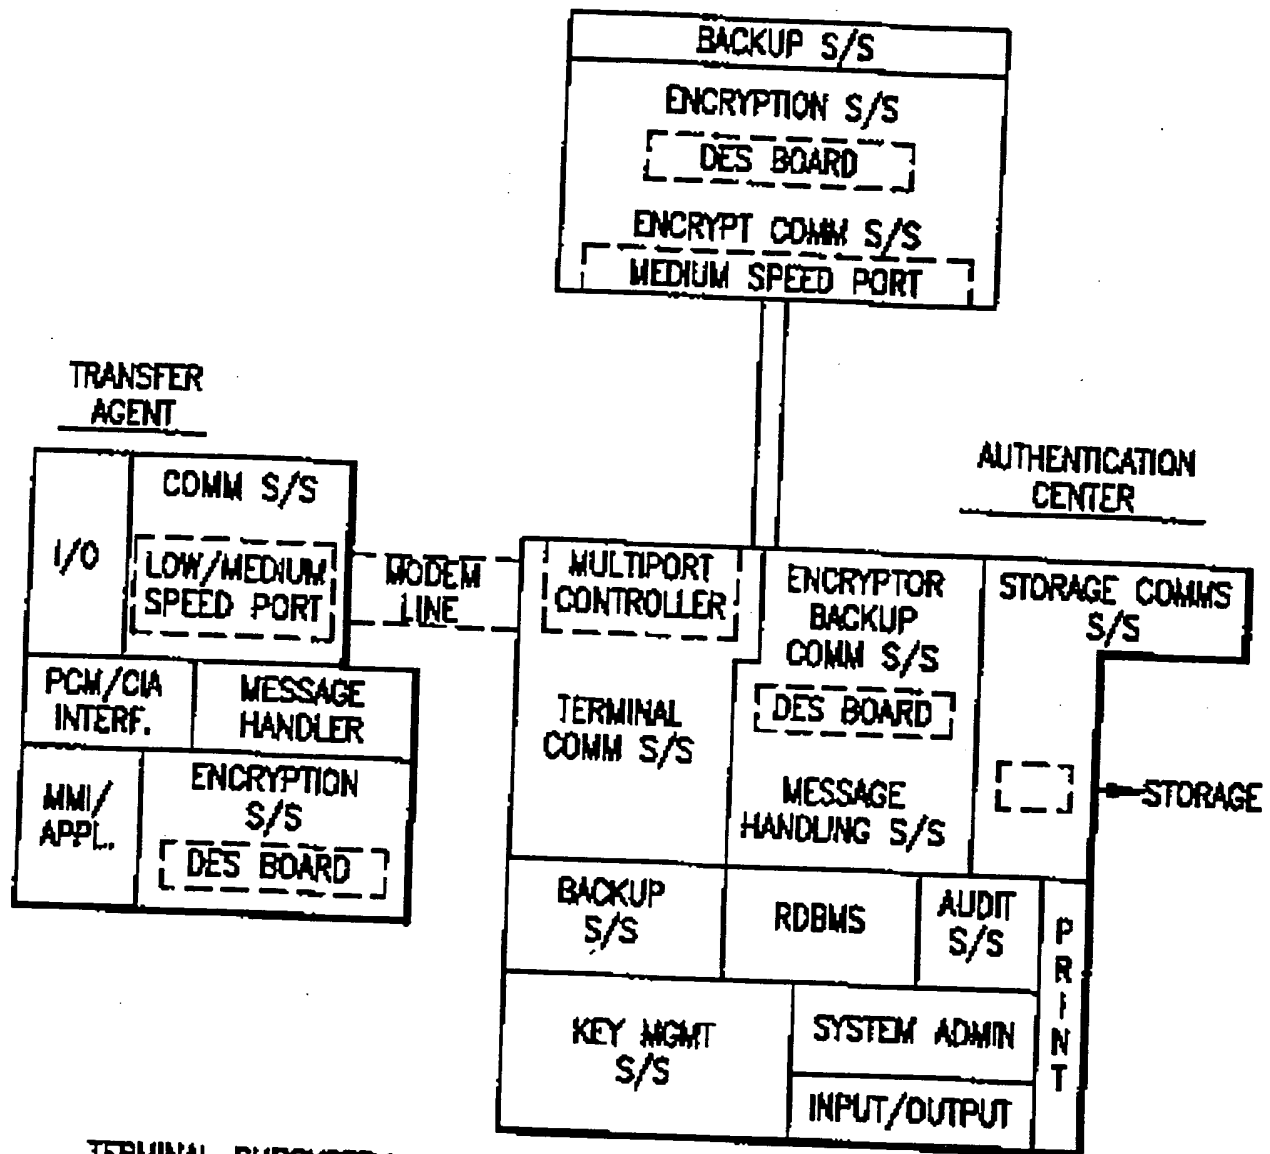 BACKUP S/S
ENCRYPTION S/S
DES BOARD
ENCRYPT COMM S/S
MEDIUM SPEED PORT
TRANSFER
AGENT
COMM S/S
I/O
LOW/MEDIUM
SPEED PORT
PCM/CIA
INTERF.
MESSAGE
HANDLER
MMI/
APPL.
ENCRYPTION
S/S
DES BOARD
MODEM
LINE
AUTHENTICATION
CENTER
MULTIPORT
CONTROLLER
TERMINAL
COMM S/S
ENCRYPTOR
BACKUP
COMM S/S
DES BOARD
MESSAGE
HANDLING S/S
STORAGE COMMS
S/S
STORAGE
BACKUP
S/S
RDBMS
AUDIT
S/S
PRINT
KEY MGMT
S/S
SYSTEM ADMIN
INPUT/OUTPUT
TERMINAL